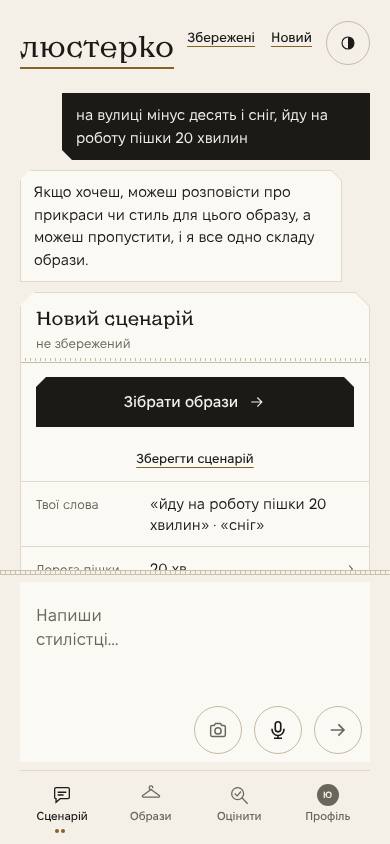 люстерко
Збережені
Новий
на вулиці мінус десять і сніг, йду на
роботу пішки 20 хвилин
Якщо хочеш, можеш розповісти про
прикраси чи стиль для цього образу, а
можеш пропустити, і я все одно складу
образи.
Новий сценарій
не збережений
Зібрати образи →
Зберегти сценарій
Твої слова
«йду на роботу пішки 20
хвилин» · «сніг»
Дорога пішки
20 хв
Напиши
стилістці…
Сценарій
Образи
Оцінити
Ю
Профіль